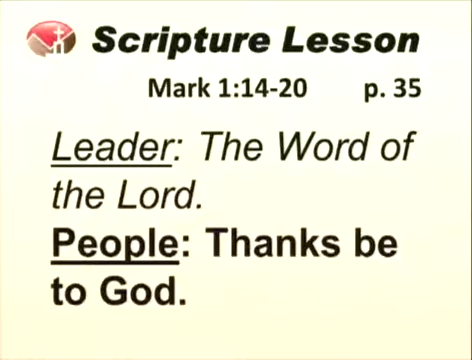 Scripture Lesson
Mark 1:14-20 p. 35
Leader: The Word of
the Lord.
People: Thanks be
to God.